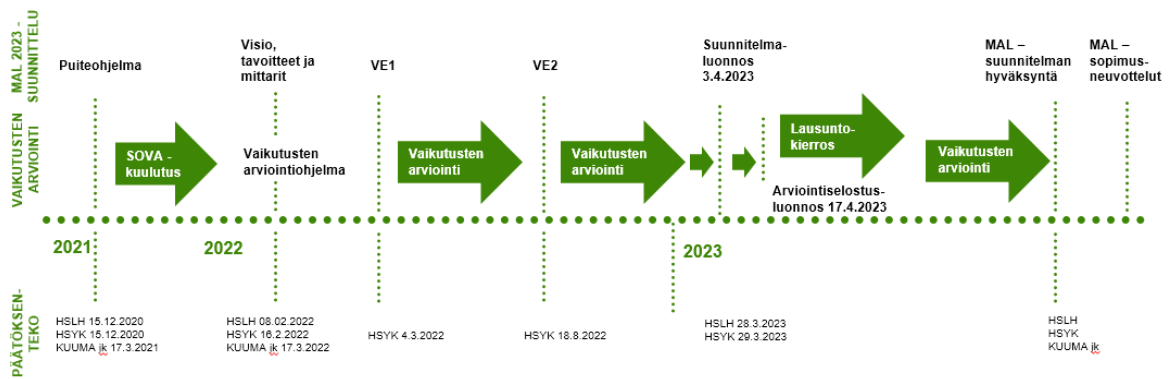 MAL 2023 -
SUUNNITTELU
Puiteohjelma
Visio,
tavoitteet ja
mittarit
VE1
VE2
Suunnitelma-
luonnos
3.4.2023
MAL –
suunnitelman
hyväksyntä
MAL –
sopimus-
neuvottelut
VAIKUTUSTEN
ARVIOINTI
SOVA -
kuulutus
Vaikutusten
arviointiohjelma
Vaikutusten
arviointi
Vaikutusten
arviointi
Lausunto-
kierros
Arviointiselostus-
luonnos 17.4.2023
Vaikutusten
arviointi
2021
2022
2023
PÄÄTÖKSEN-
TEKO
HSLH 15.12.2020
HSYK 15.12.2020
KUUMA jk 17.3.2021
HSLH 08.02.2022
HSYK 16.2.2022
KUUMA jk 17.3.2022
HSYK 4.3.2022
HSYK 18.8.2022
HSLH 28.3.2023
HSYK 29.3.2023
HSLH
HSYK
KUUMA jk